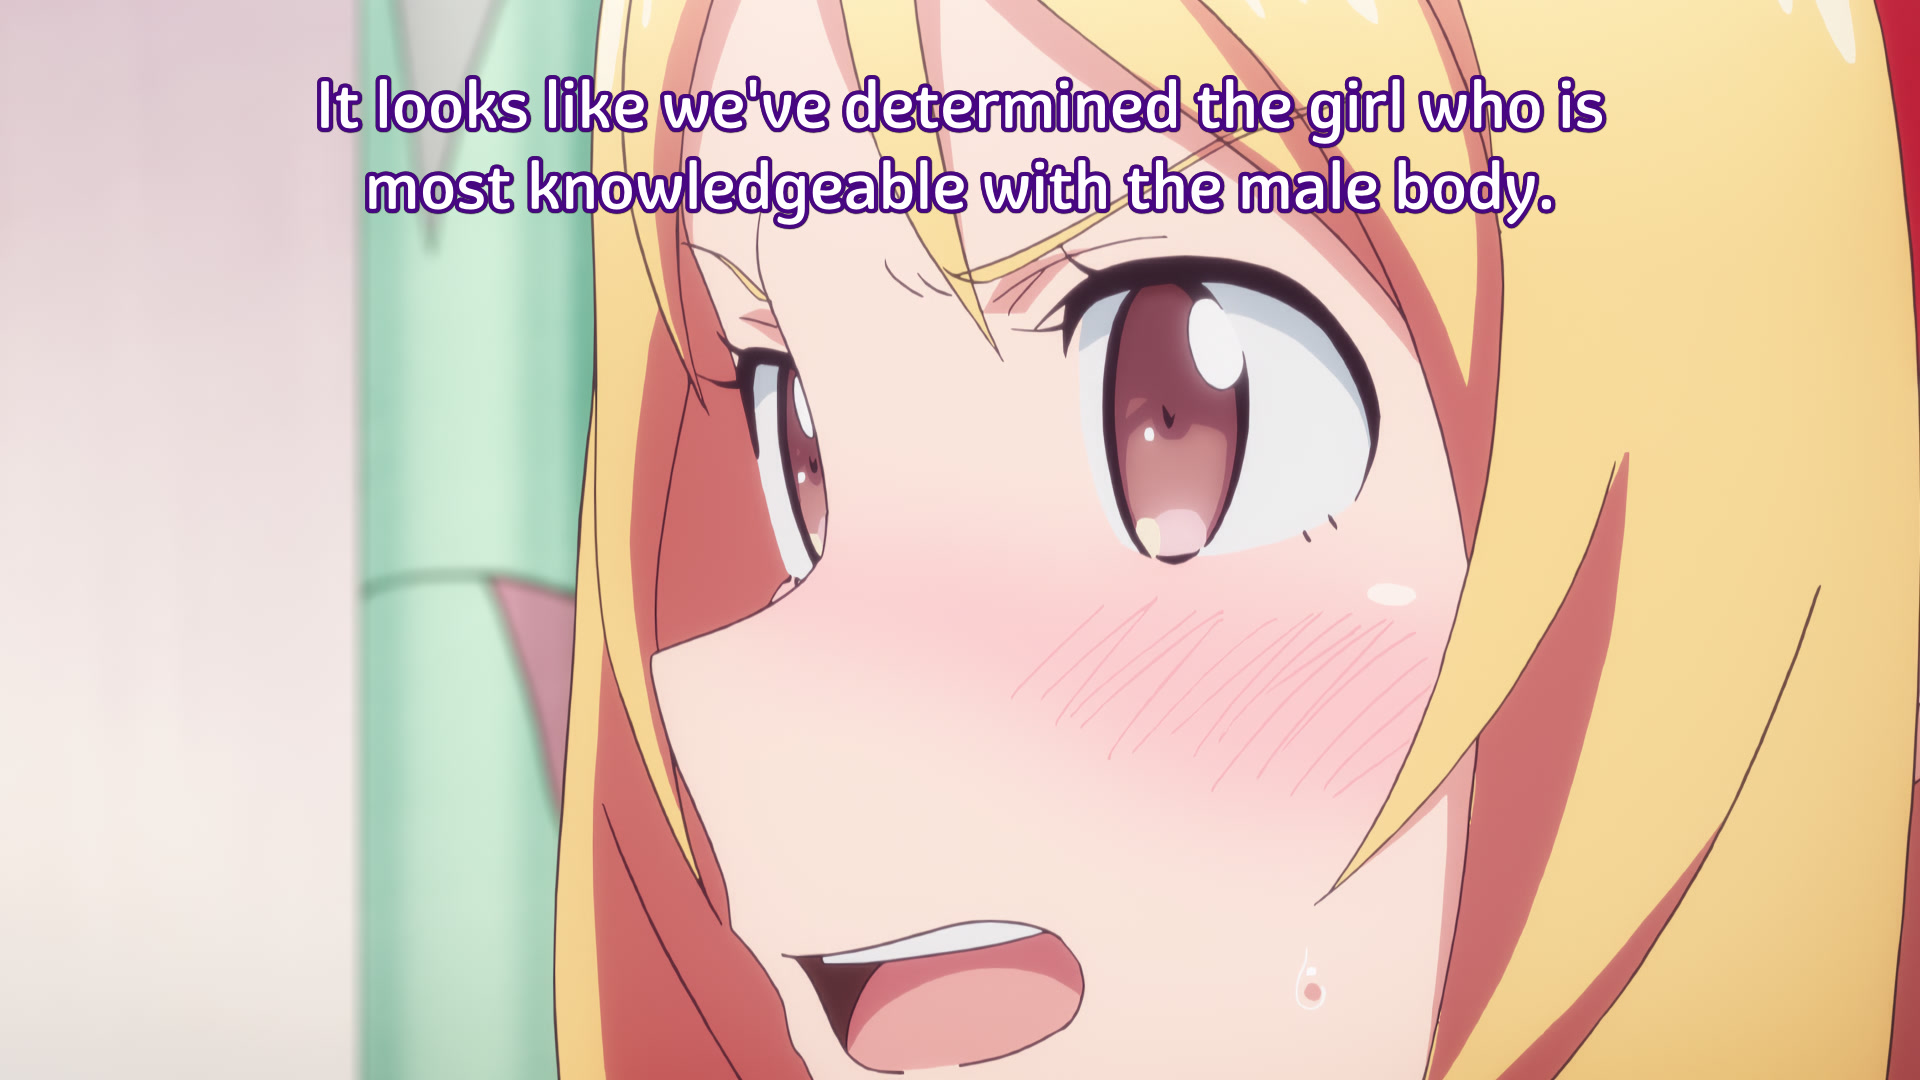 It looks like we've determined the girl who is
most knowledgeable with the male body.